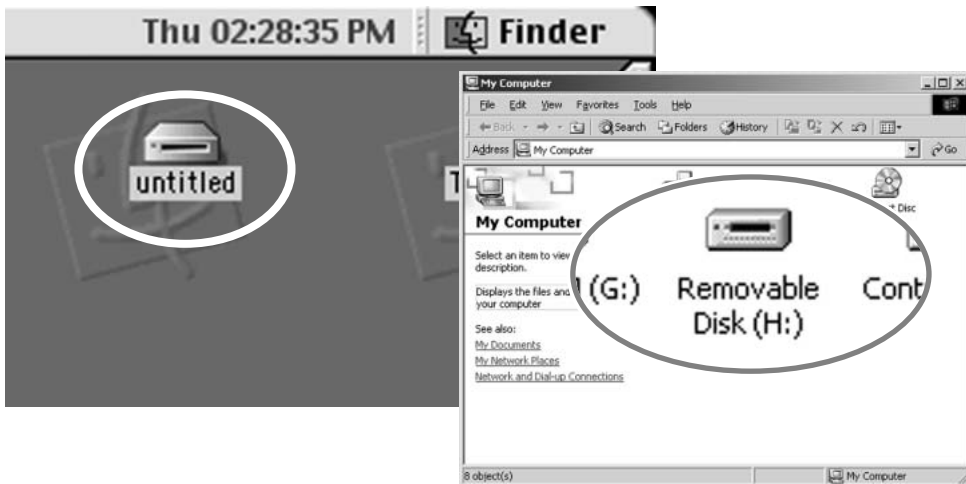 Thu 02:28:35 PM Finder
untitled
My Computer
File Edit View Favorites Tools Help
Back Search Folders History
Address My Computer Go
My Computer
Select an item to view
description.
Displays the files and
your computer
See also:
My Documents
My Network Places
Network and Dial-up Connections
Disc
(G:)
Removable
Disk (H:)
Cont
8 object(s) My Computer